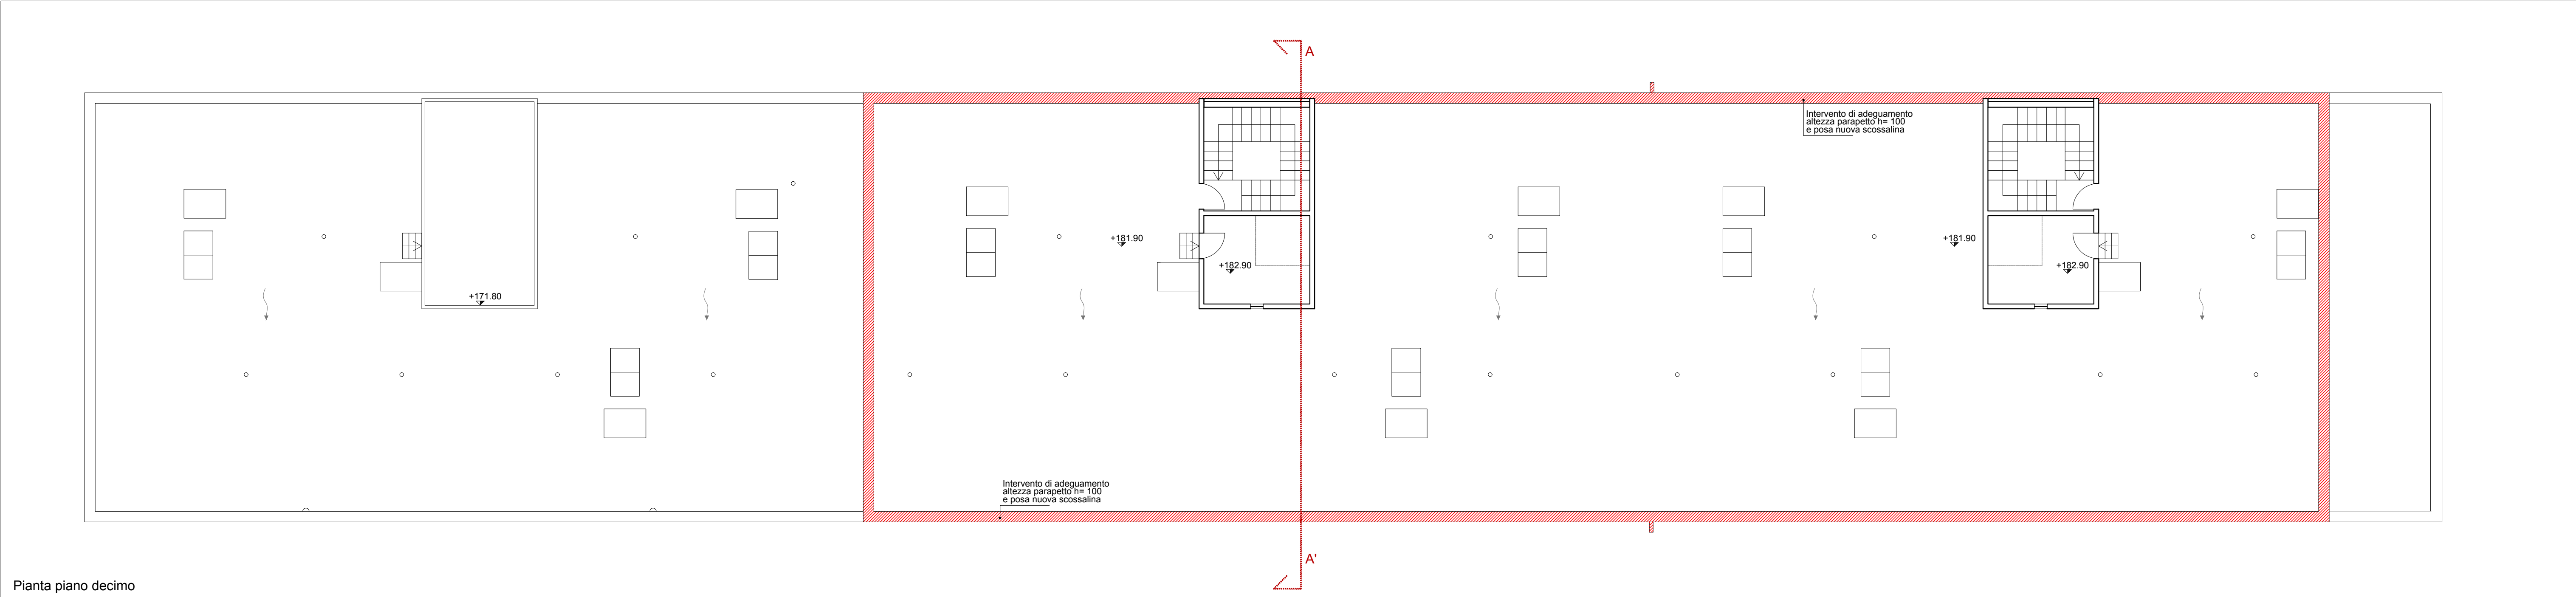 A
Intervento di adeguamento
altezza parapetto h= 100
e posa nuova scossalina
+181.90
+181.90
+182.90
+182.90
+171.80
Intervento di adeguamento
altezza parapetto h= 100
e posa nuova scossalina
A'
Pianta piano decimo